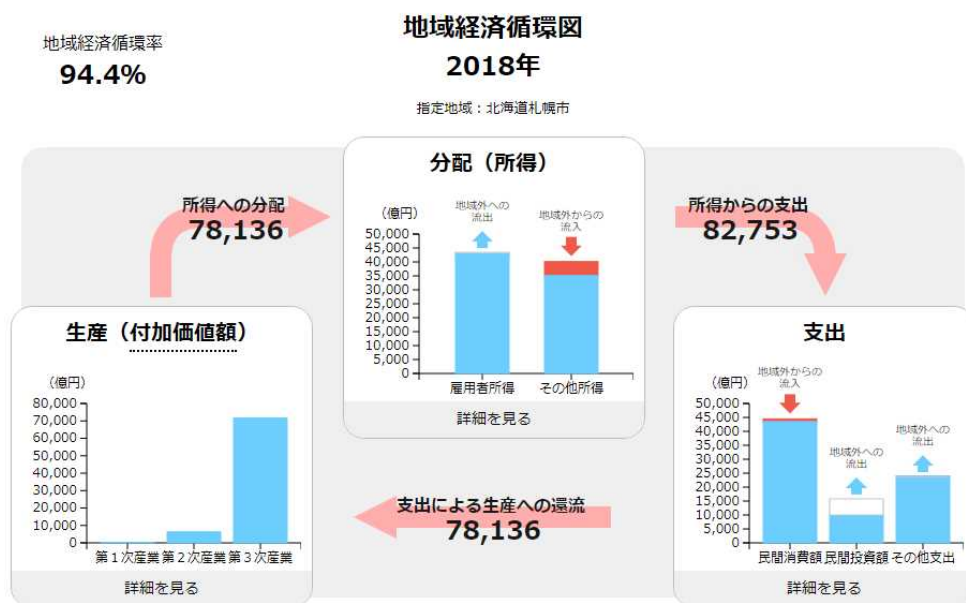 地域経済循環率
94.4%
地域経済循環図
2018年
指定地域：北海道札幌市
所得への分配
78,136
分配（所得）
（億円）
地域外への
流出
地域外からの
流入
50,000
45,000
40,000
35,000
30,000
25,000
20,000
15,000
10,000
5,000
0
雇用者所得
その他所得
詳細を見る
所得からの支出
82,753
生産（付加価値額）
（億円）
80,000
70,000
60,000
50,000
40,000
30,000
20,000
10,000
0
第１次産業
第２次産業
第３次産業
詳細を見る
支出による生産への還流
78,136
支出
（億円）
地域外からの
流入
地域外への
流出
地域外への
流出
50,000
45,000
40,000
35,000
30,000
25,000
20,000
15,000
10,000
5,000
0
民間消費額
民間投資額
その他支出
詳細を見る